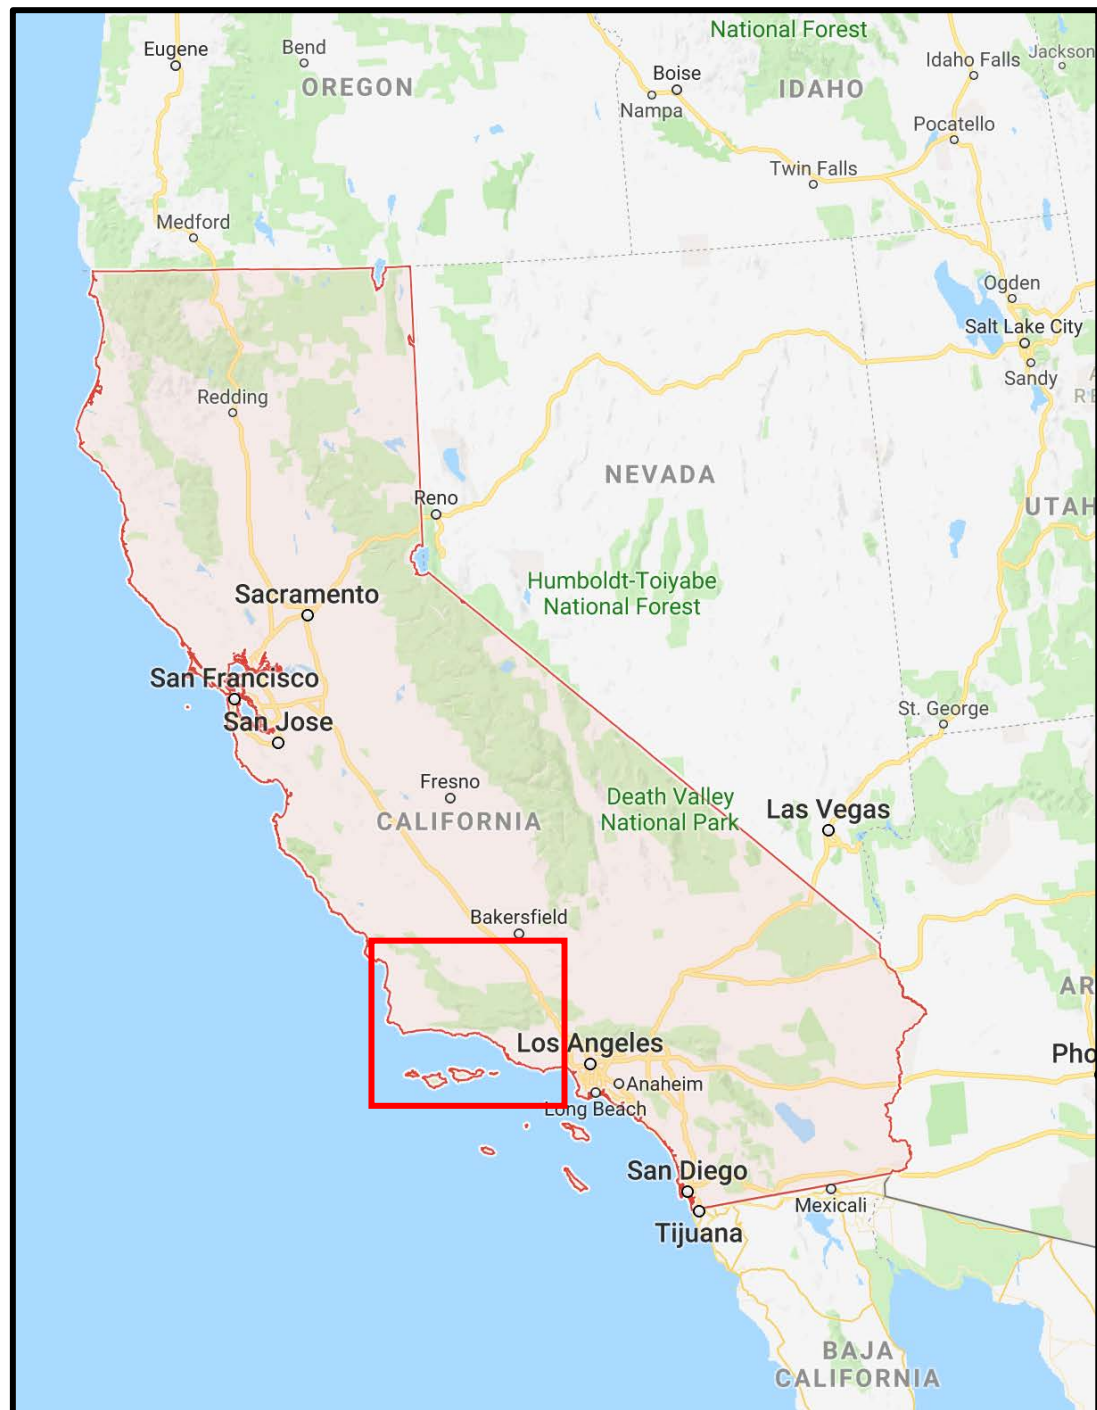 National Forest
Eugene
Bend
Idaho Falls
Jackson
OREGON
Boise
IDAHO
Nampa
Pocatello
Twin Falls
Medford
Ogden
Salt Lake City
Sandy
Redding
NEVADA
Reno
UTAH
Humboldt-Toiyabe
National Forest
Sacramento
San Francisco
San Jose
St. George
Fresno
Death Valley
National Park
CALIFORNIA
Las Vegas
Bakersfield
AR
Los Angeles
Pho
Anaheim
Long Beach
San Diego
Mexicali
Tijuana
BAJA
CALIFORNIA